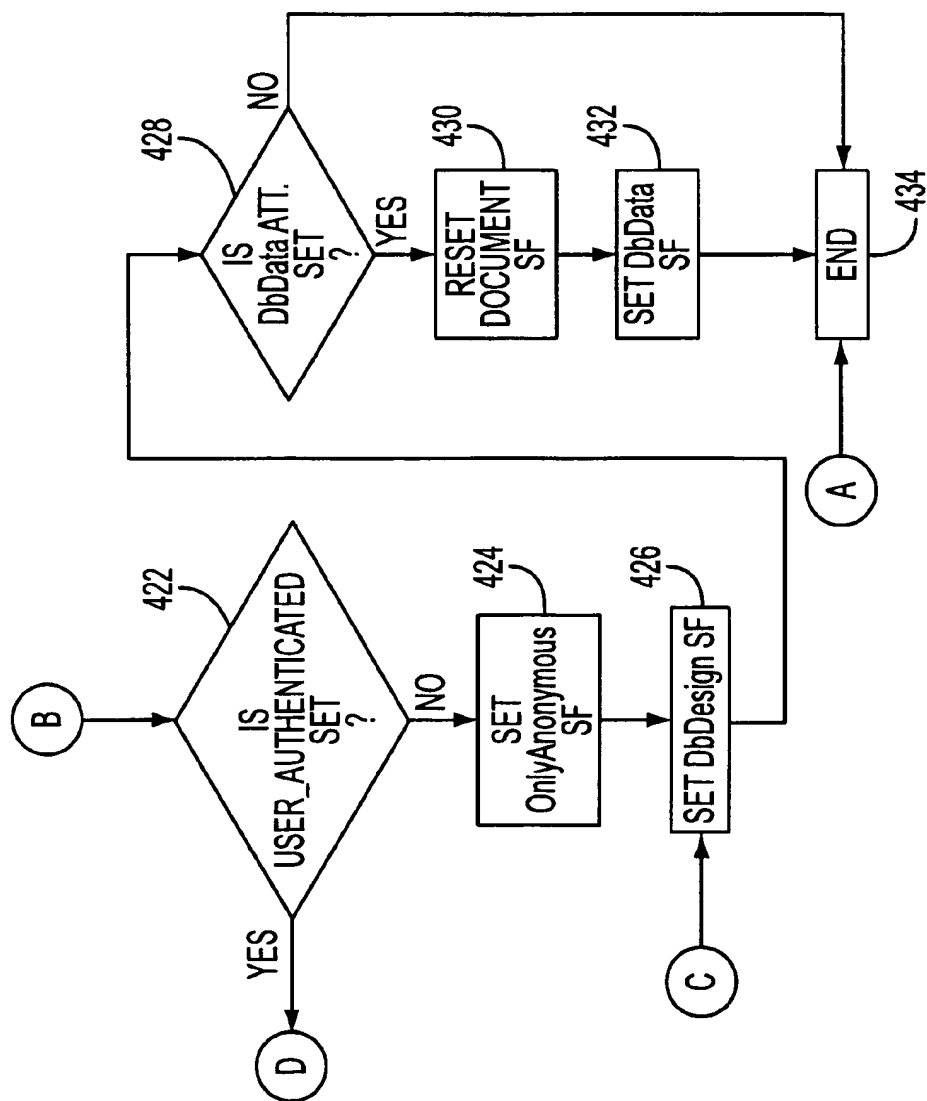 B
422
IS
USER_AUTHENTICATED
SET
?
YES
D
NO
424
SET
OnlyAnonymous
SF
426
SET DbDesign SF
C
428
IS
DbData ATT.
SET
?
NO
YES
430
RESET
DOCUMENT
SF
432
SET DbData
SF
A
END
434